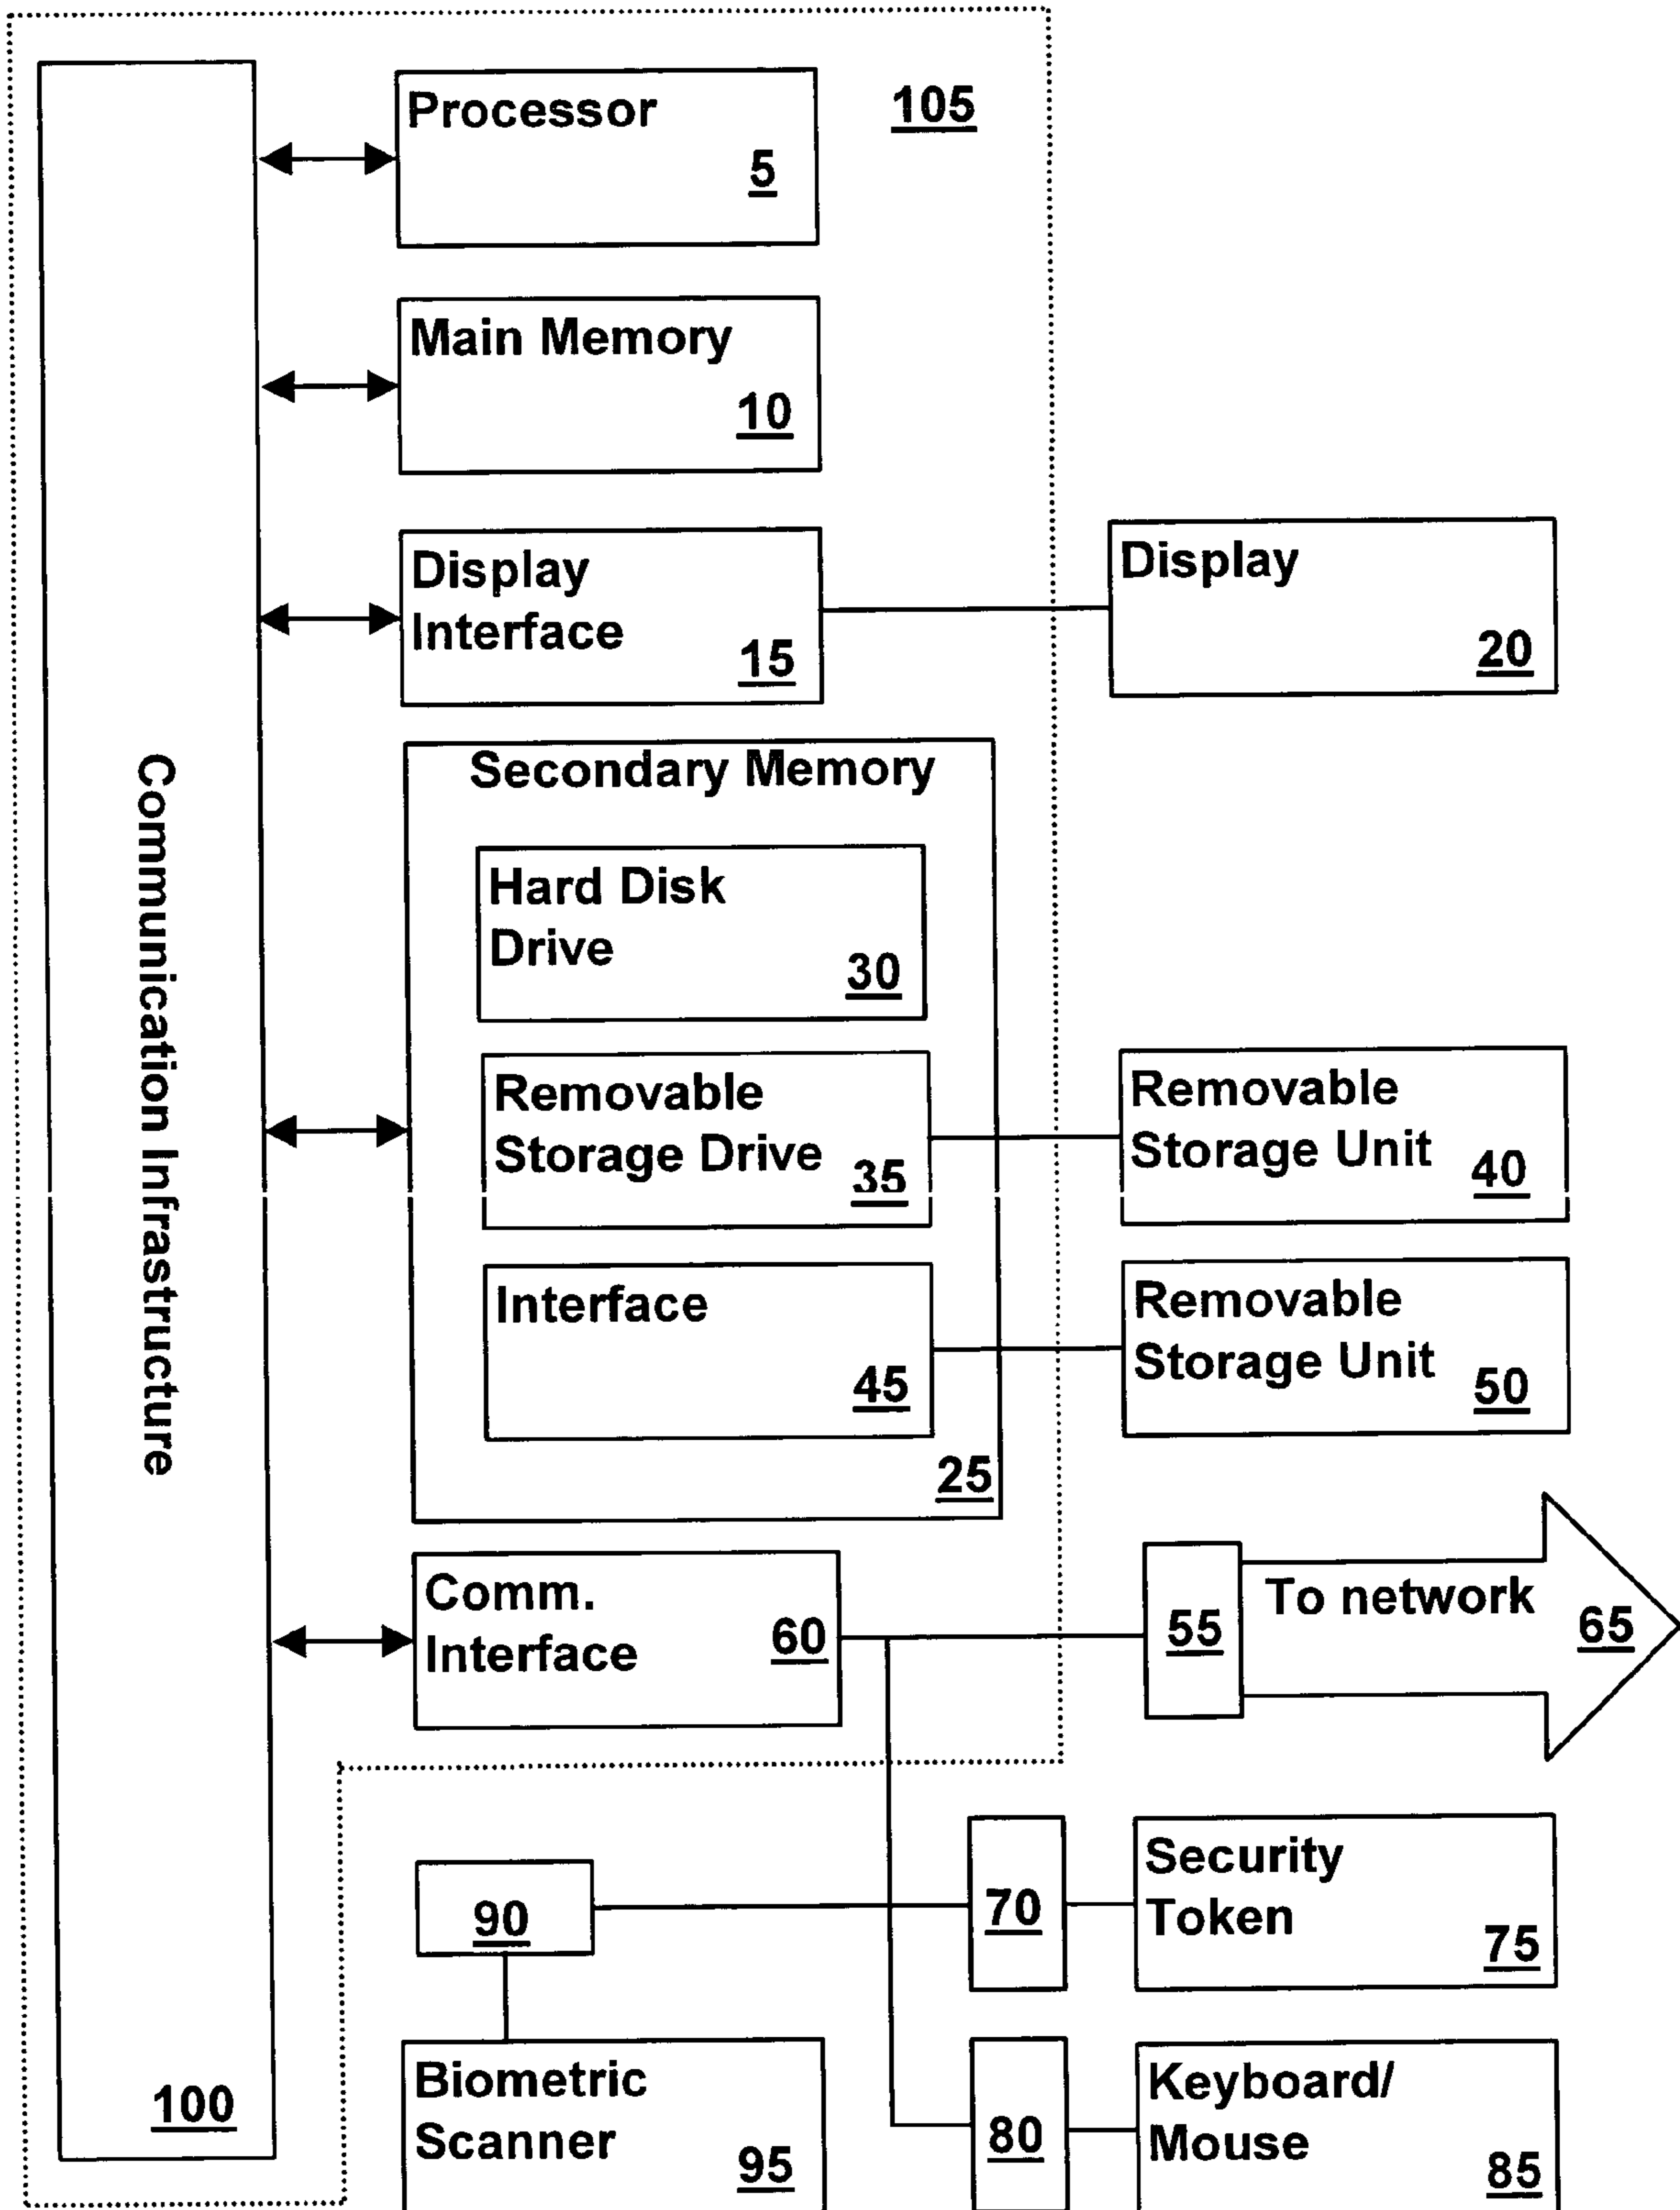 Processor
5
105
Main Memory
10
Display
Interface
15
Display
20
Communication Infrastructure
100
Secondary Memory
Hard Disk
Drive
30
Removable
Storage Drive
35
Removable
Storage Unit
40
Interface
45
Removable
Storage Unit
50
25
Comm.
Interface
60
55
To network
65
90
70
Security
Token
75
Biometric
Scanner
95
80
Keyboard/
Mouse
85